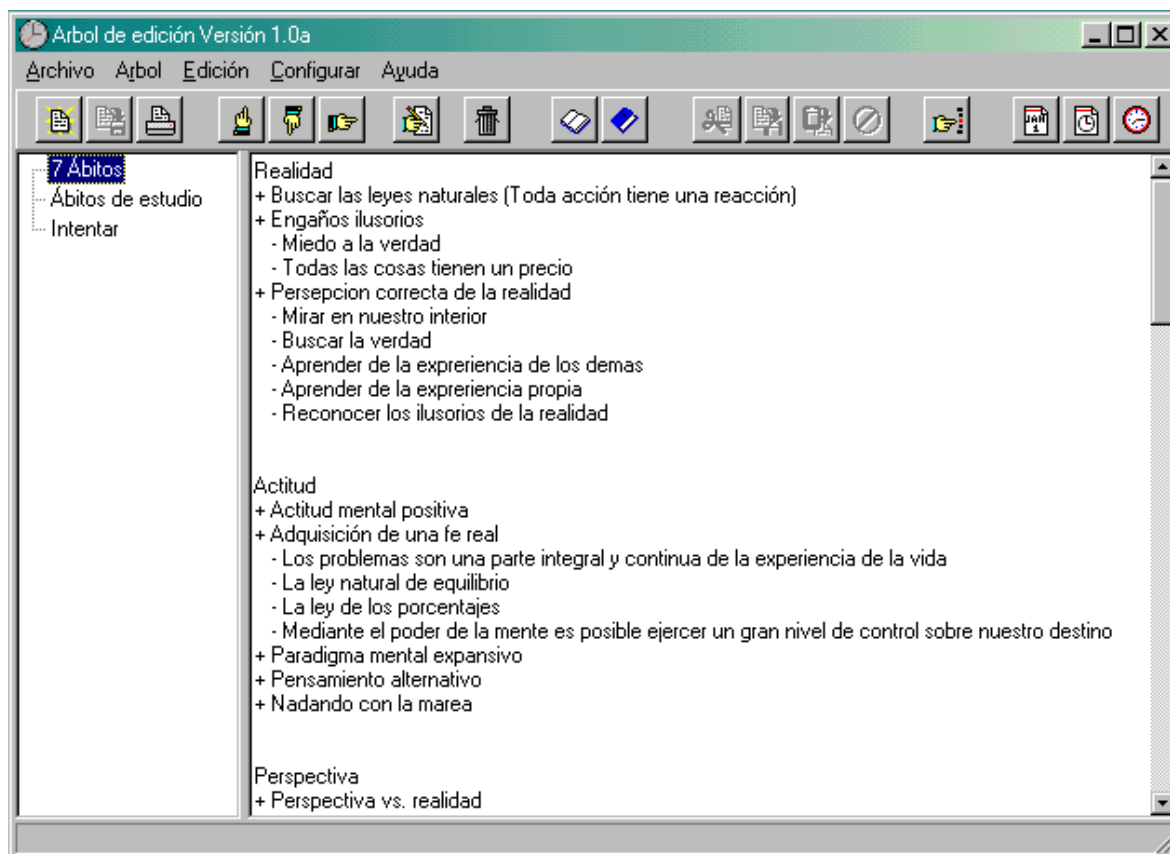 Arbol de edición Versión 1.0a
Archivo Arbol Edición Configurar Ayuda
7 Ábitos
Ábitos de estudio
Intentar
Realidad
+ Buscar las leyes naturales (Toda acción tiene una reacción)
+ Engaños ilusorios
- Miedo a la verdad
- Todas las cosas tienen un precio
+ Persepcion correcta de la realidad
- Mirar en nuestro interior
- Buscar la verdad
- Aprender de la expreriencia de los demas
- Aprender de la expreriencia propia
- Reconocer los ilusorios de la realidad
Actitud
+ Actitud mental positiva
+ Adquisición de una fe real
- Los problemas son una parte integral y continua de la experiencia de la vida
- La ley natural de equilibrio
- La ley de los porcentajes
- Mediante el poder de la mente es posible ejercer un gran nivel de control sobre nuestro destino
+ Paradigma mental expansivo
+ Pensamiento alternativo
+ Nadando con la marea
Perspectiva
+ Perspectiva vs. realidad